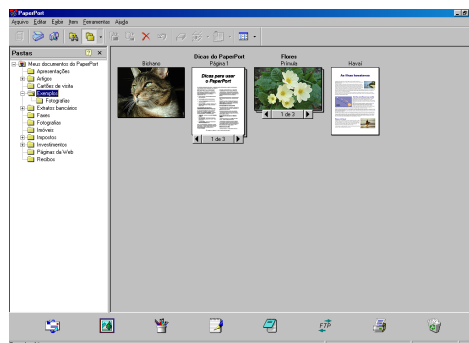 PaperPort
Arquivo Editar Exibir Item Ferramentas Ajuda
Pastas
Meus documentos do PaperPort
Apresentações
Artigos
Cartões de visita
Exemplos
Fotografias
Extratos bancários
Fases
Fotografias
Imóveis
Impostos
Investimentos
Páginas da Web
Recibos
Bichano
Dicas do PaperPort
Página 1
Dicas para usar
o PaperPort
1 de 3
Flores
Prímula
1 de 3
Havaí
FTP